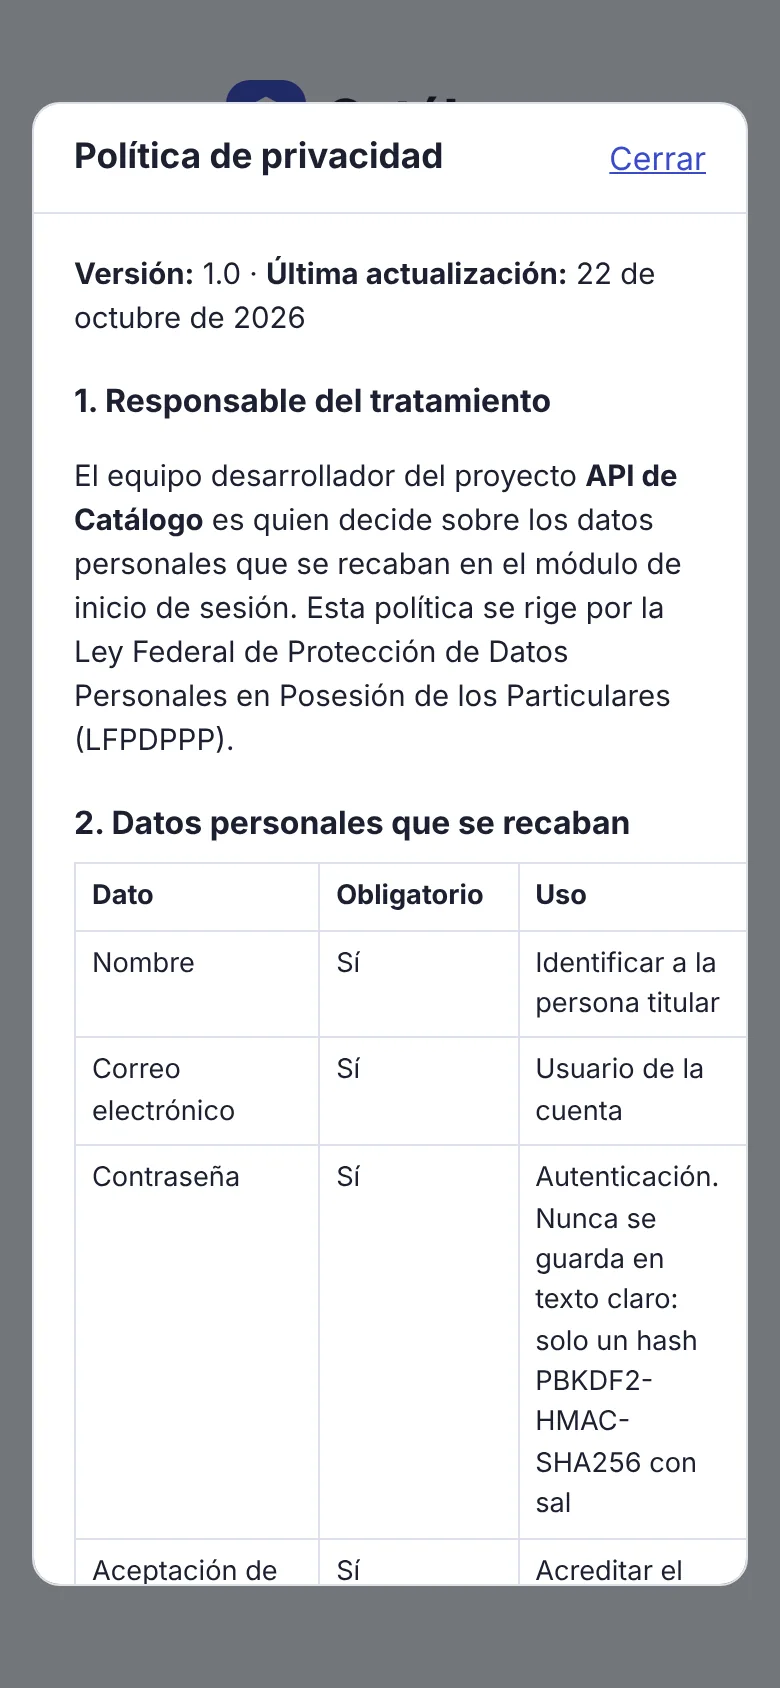 Política de privacidad
Cerrar
Versión: 1.0 · Última actualización: 22 de
octubre de 2026
1. Responsable del tratamiento
El equipo desarrollador del proyecto API de
Catálogo es quien decide sobre los datos
personales que se recaban en el módulo de
inicio de sesión. Esta política se rige por la
Ley Federal de Protección de Datos
Personales en Posesión de los Particulares
(LFPDPPP).
2. Datos personales que se recaban
Dato Obligatorio Uso
Nombre Sí Identificar a la
persona titular
Correo Sí Usuario de la
electrónico cuenta
Contraseña Sí Autenticación.
Nunca se
guarda en
texto claro:
solo un hash
PBKDF2-
HMAC-
SHA256 con
sal
Aceptación de Sí Acreditar el